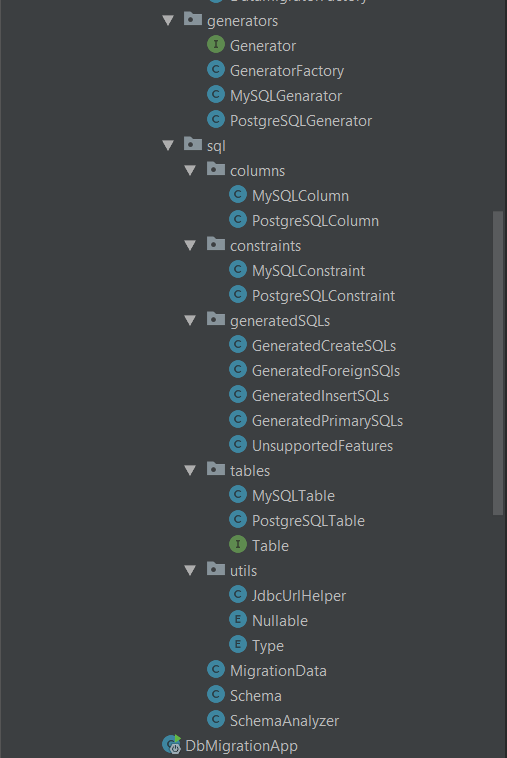 generators
Generator
GeneratorFactory
MySQLGenarator
PostgreSQLGenerator
sql
columns
MySQLColumn
PostgreSQLColumn
constraints
MySQLConstraint
PostgreSQLConstraint
generatedSQLs
GeneratedCreateSQLs
GeneratedForeignSQls
GeneratedInsertSQLs
GeneratedPrimarySQLs
UnsupportedFeatures
tables
MySQLTable
PostgreSQLTable
Table
utils
JdbcUrlHelper
Nullable
Type
MigrationData
Schema
SchemaAnalyzer
DbMigrationApp